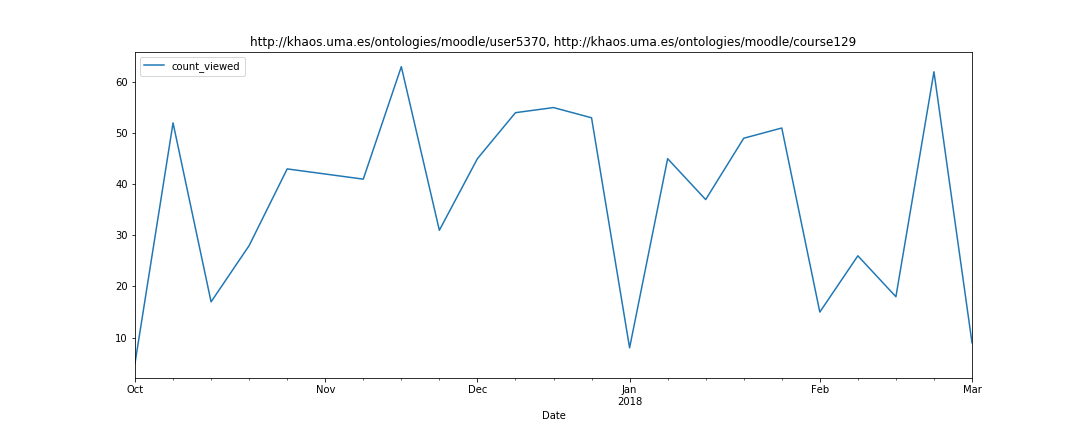 http://khaos.uma.es/ontologies/moodle/user5370, http://khaos.uma.es/ontologies/moodle/course129
count_viewed
60
50
40
30
20
10
Oct Nov Dec Jan Feb Mar
2018
Date